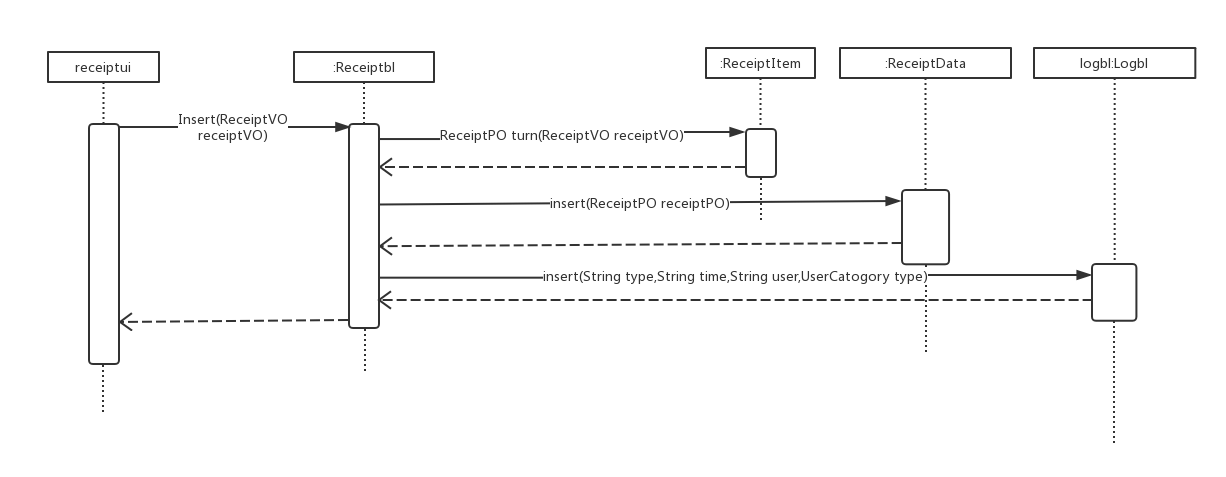 receiptui
:Receiptbl
:ReceiptItem
:ReceiptData
logbl:Logbl
Insert(ReceiptVO
receiptVO)
ReceiptPO turn(ReceiptVO receiptVO)
insert(ReceiptPO receiptPO)
insert(String type,String time,String user,UserCatogory type)